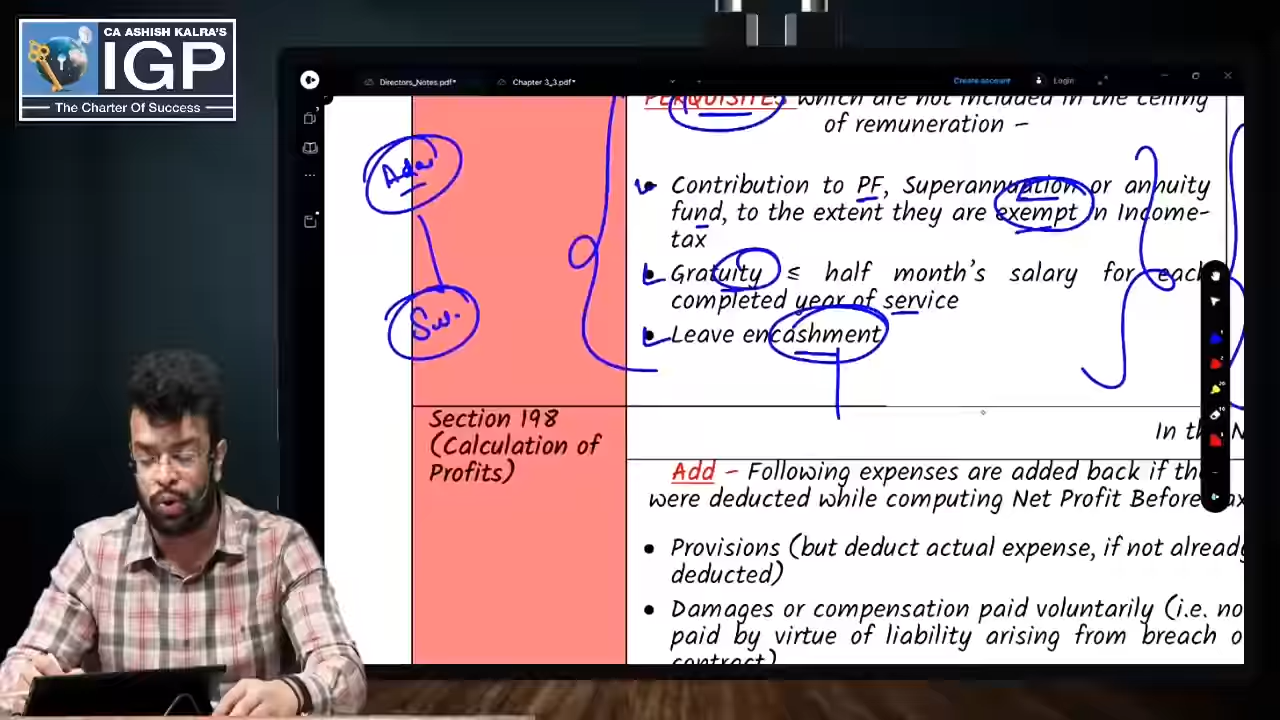 CA ASHISH KALRA'S
IGP
The Charter Of Success
Directors_Notes.pdf*
Chapter 3_3.pdf*
Create account
Login
PERQUISITES which are not included in the ceiling
of remuneration –
• Contribution to PF, Superannuation or annuity
fund, to the extent they are exempt in Income-
tax
• Gratuity ≤ half month's salary for each
completed year of service
• Leave encashment
Section 198
(Calculation of
Profits)
In the
Add – Following expenses are added back if
were deducted while computing Net Profit Before
• Provisions (but deduct actual expense, if not
deducted)
• Damages or compensation paid voluntarily (i.e.
paid by virtue of liability arising from breach
contract)